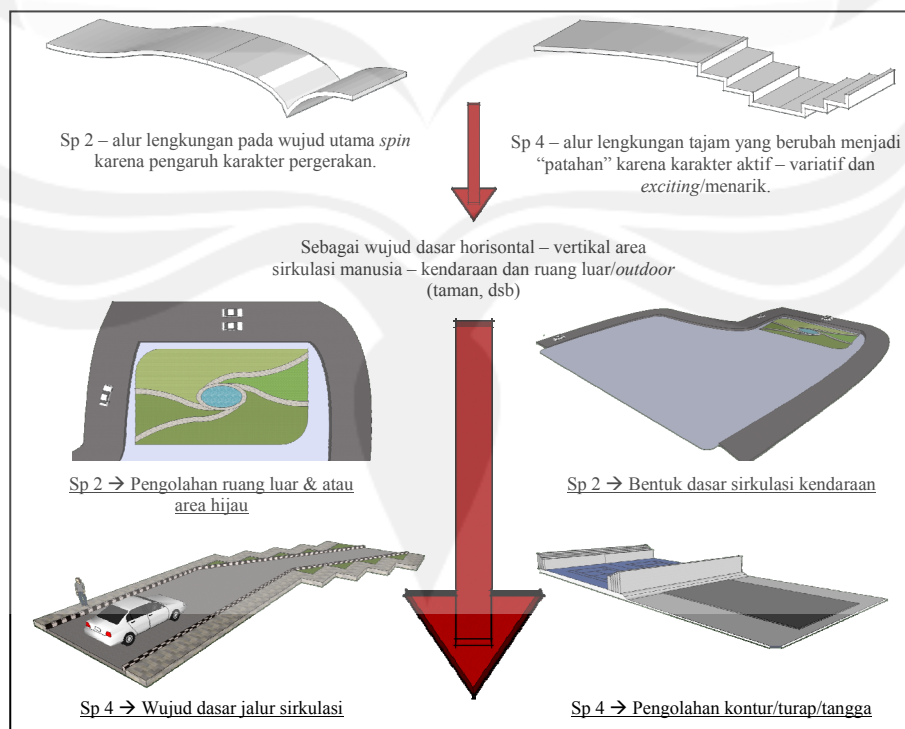 Sp 2 – alur lengkungan pada wujud utama spin
karena pengaruh karakter pergerakan.
Sp 4 – alur lengkungan tajam yang berubah menjadi
“patahan” karena karakter aktif – variatif dan
exciting/menarik.
Sebagai wujud dasar horisontal – vertikal area
sirkulasi manusia – kendaraan dan ruang luar/outdoor
(taman, dsb)
Sp 2 → Pengolahan ruang luar & atau
area hijau
Sp 2 → Bentuk dasar sirkulasi kendaraan
Sp 4 → Wujud dasar jalur sirkulasi
Sp 4 → Pengolahan kontur/turap/tangga